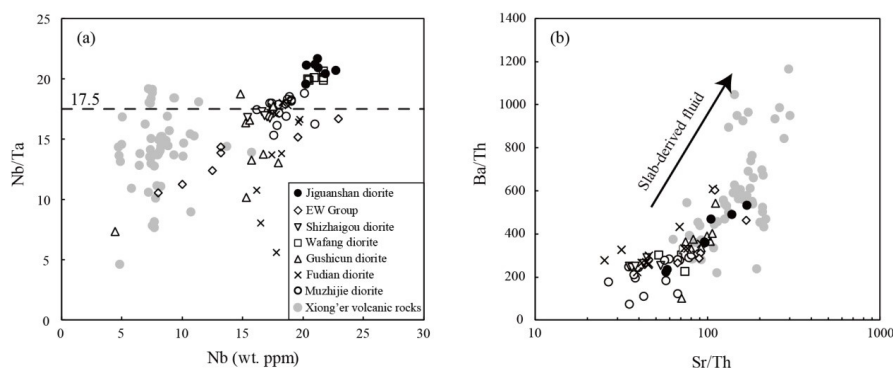 (a)
Nb/Ta
25
20
15
10
5
0
17.5
Jiguanshan diorite
EW Group
Shizhaigou diorite
Wafang diorite
Gushicun diorite
Fudian diorite
Muzhijie diorite
Xiong'er volcanic rocks
0 5 10 15 20 25 30
Nb (wt. ppm)
(b)
Ba/Th
1400
1200
1000
800
600
400
200
0
Slab-derived fluid
10 100 1000
Sr/Th